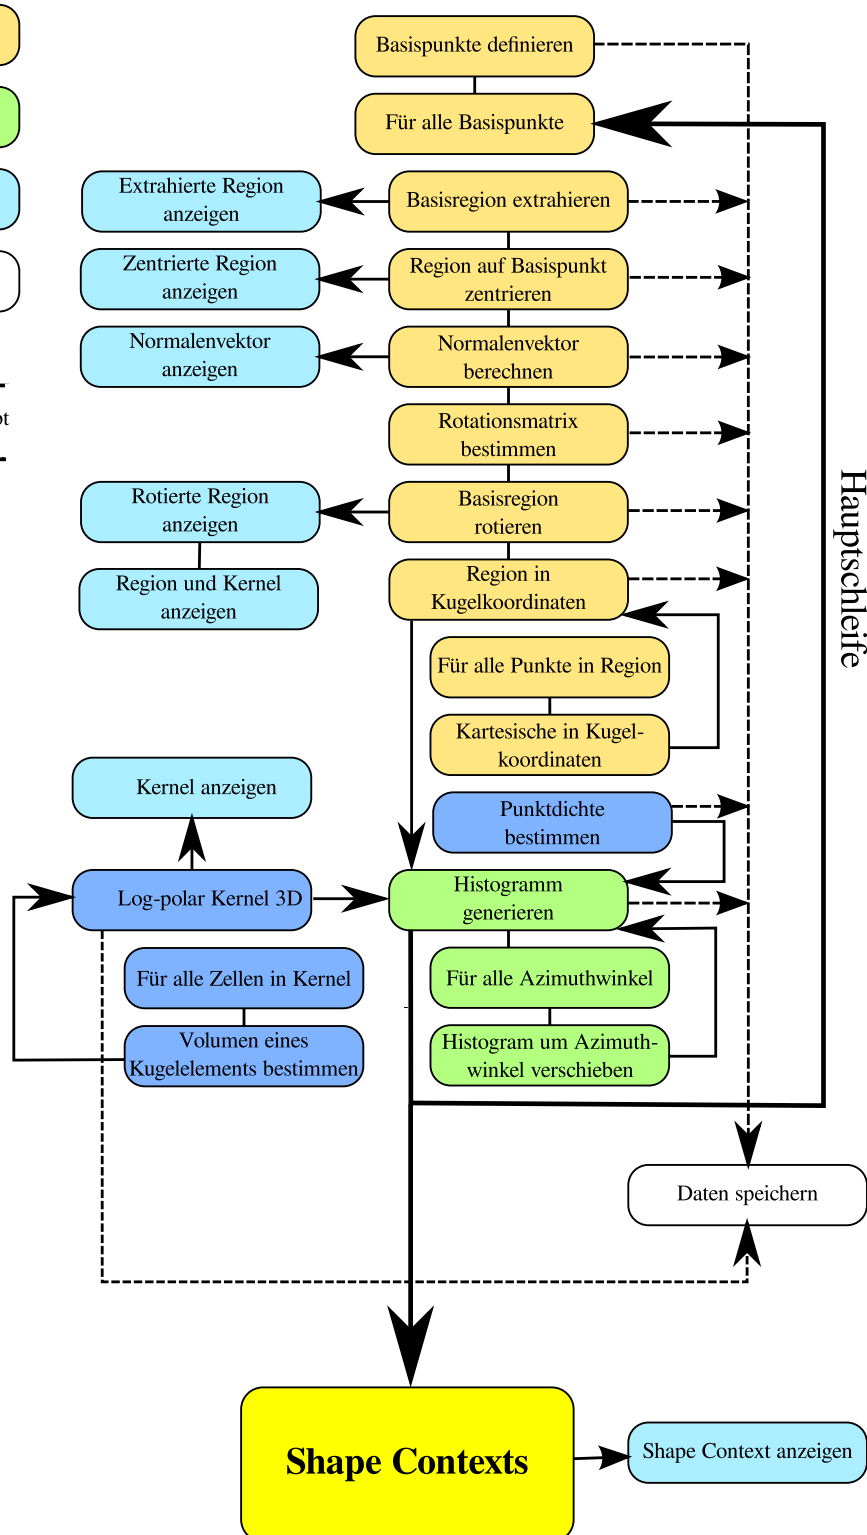 Basispunkte definieren
Für alle Basispunkte
Extrahierte Region
anzeigen
Basisregion extrahieren
Zentrierte Region
anzeigen
Region auf Basispunkt
zentrieren
Normalenvektor
anzeigen
Normalenvektor
berechnen
Rotationsmatrix
bestimmen
Rotierte Region
anzeigen
Basisregion
rotieren
Region und Kernel
anzeigen
Region in
Kugelkoordinaten
Hauptschleife
Für alle Punkte in Region
Kartesische in Kugel-
koordinaten
Kernel anzeigen
Punktdichte
bestimmen
Log-polar Kernel 3D
Histogramm
generieren
Für alle Zellen in Kernel
Für alle Azimuthwinkel
Volumen eines
Kugelelements bestimmen
Histogram um Azimuth-
winkel verschieben
Daten speichern
Shape Contexts
Shape Context anzeigen